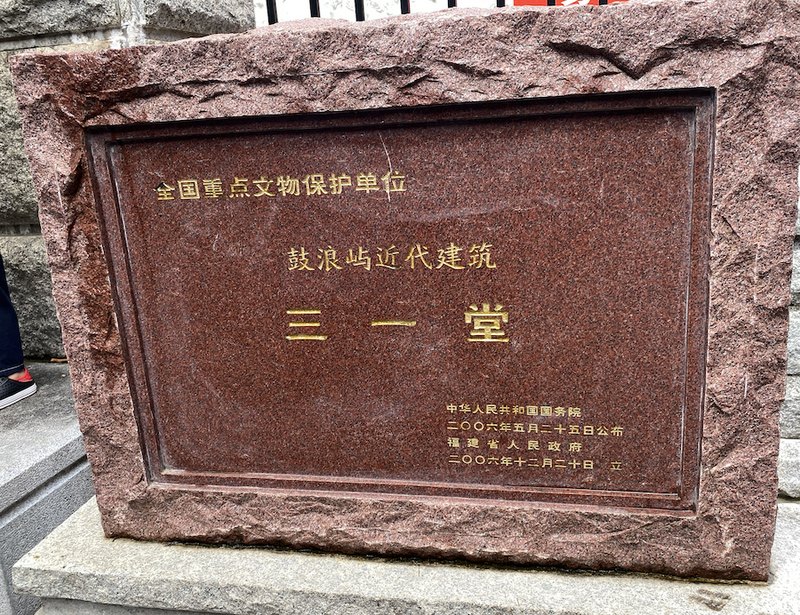 全国重点文物保护单位
鼓浪屿近代建筑
三一堂
中华人民共和国国务院
二〇〇六年五月二十五日公布
福建省人民政府
二〇〇六年十二月二十日 立